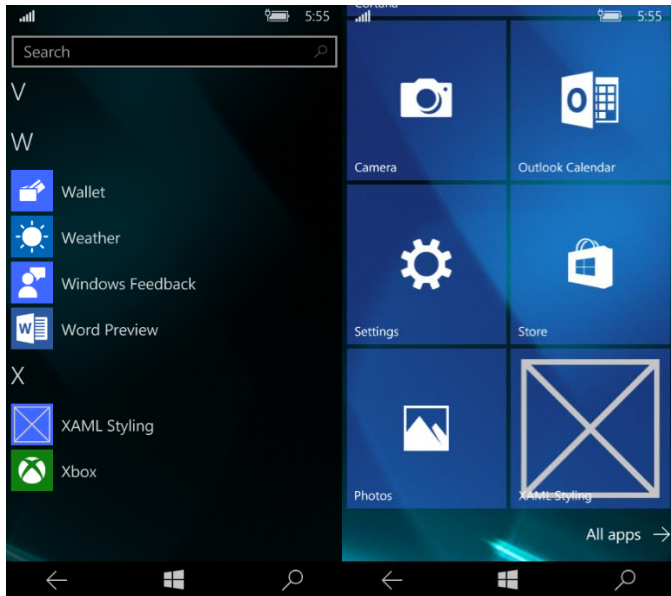 5:55
Search
V
W
Wallet
Weather
Windows Feedback
W
Word Preview
X
XAML Styling
Xbox
Cortana
5:55
Camera
O
Outlook Calendar
Settings
Store
Photos
XAML Styling
All apps